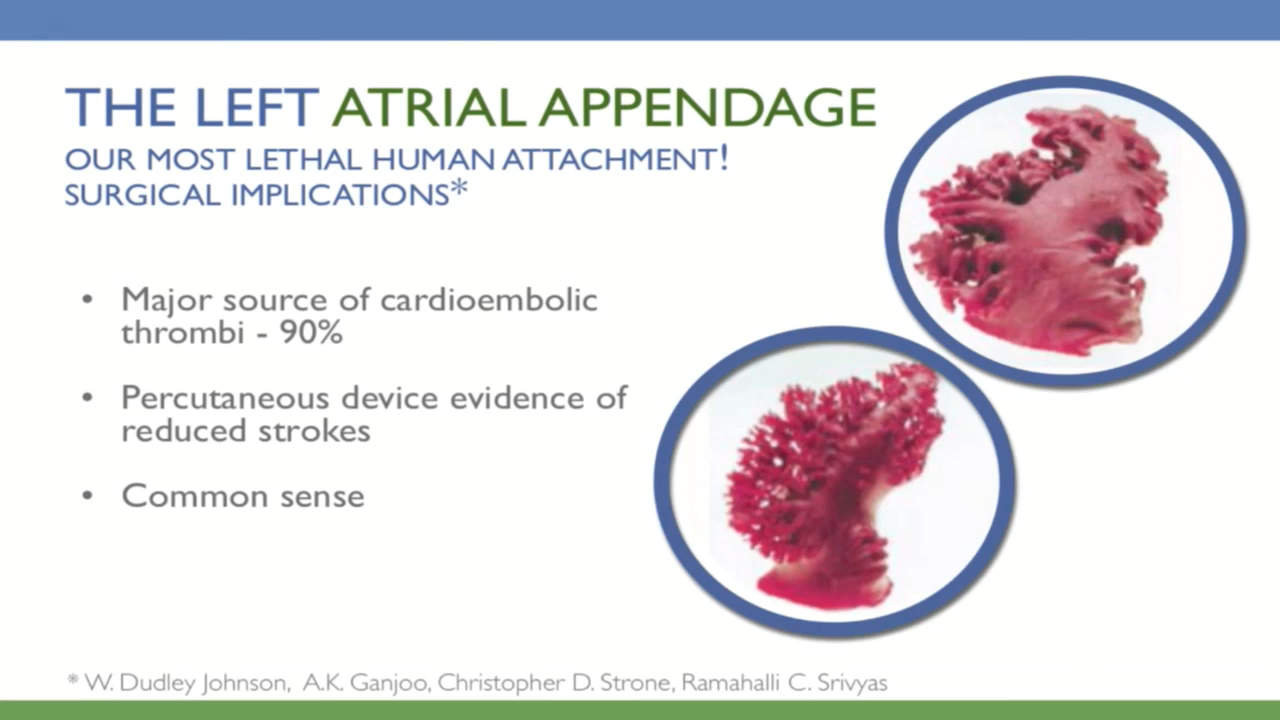 THE LEFT ATRIAL APPENDAGE
OUR MOST LETHAL HUMAN ATTACHMENT!
SURGICAL IMPLICATIONS*
• Major source of cardioembolic
thrombi - 90%
• Percutaneous device evidence of
reduced strokes
• Common sense
* W. Dudley Johnson, A.K. Ganjoo, Christopher D. Strone, Ramahalli C. Srivyas